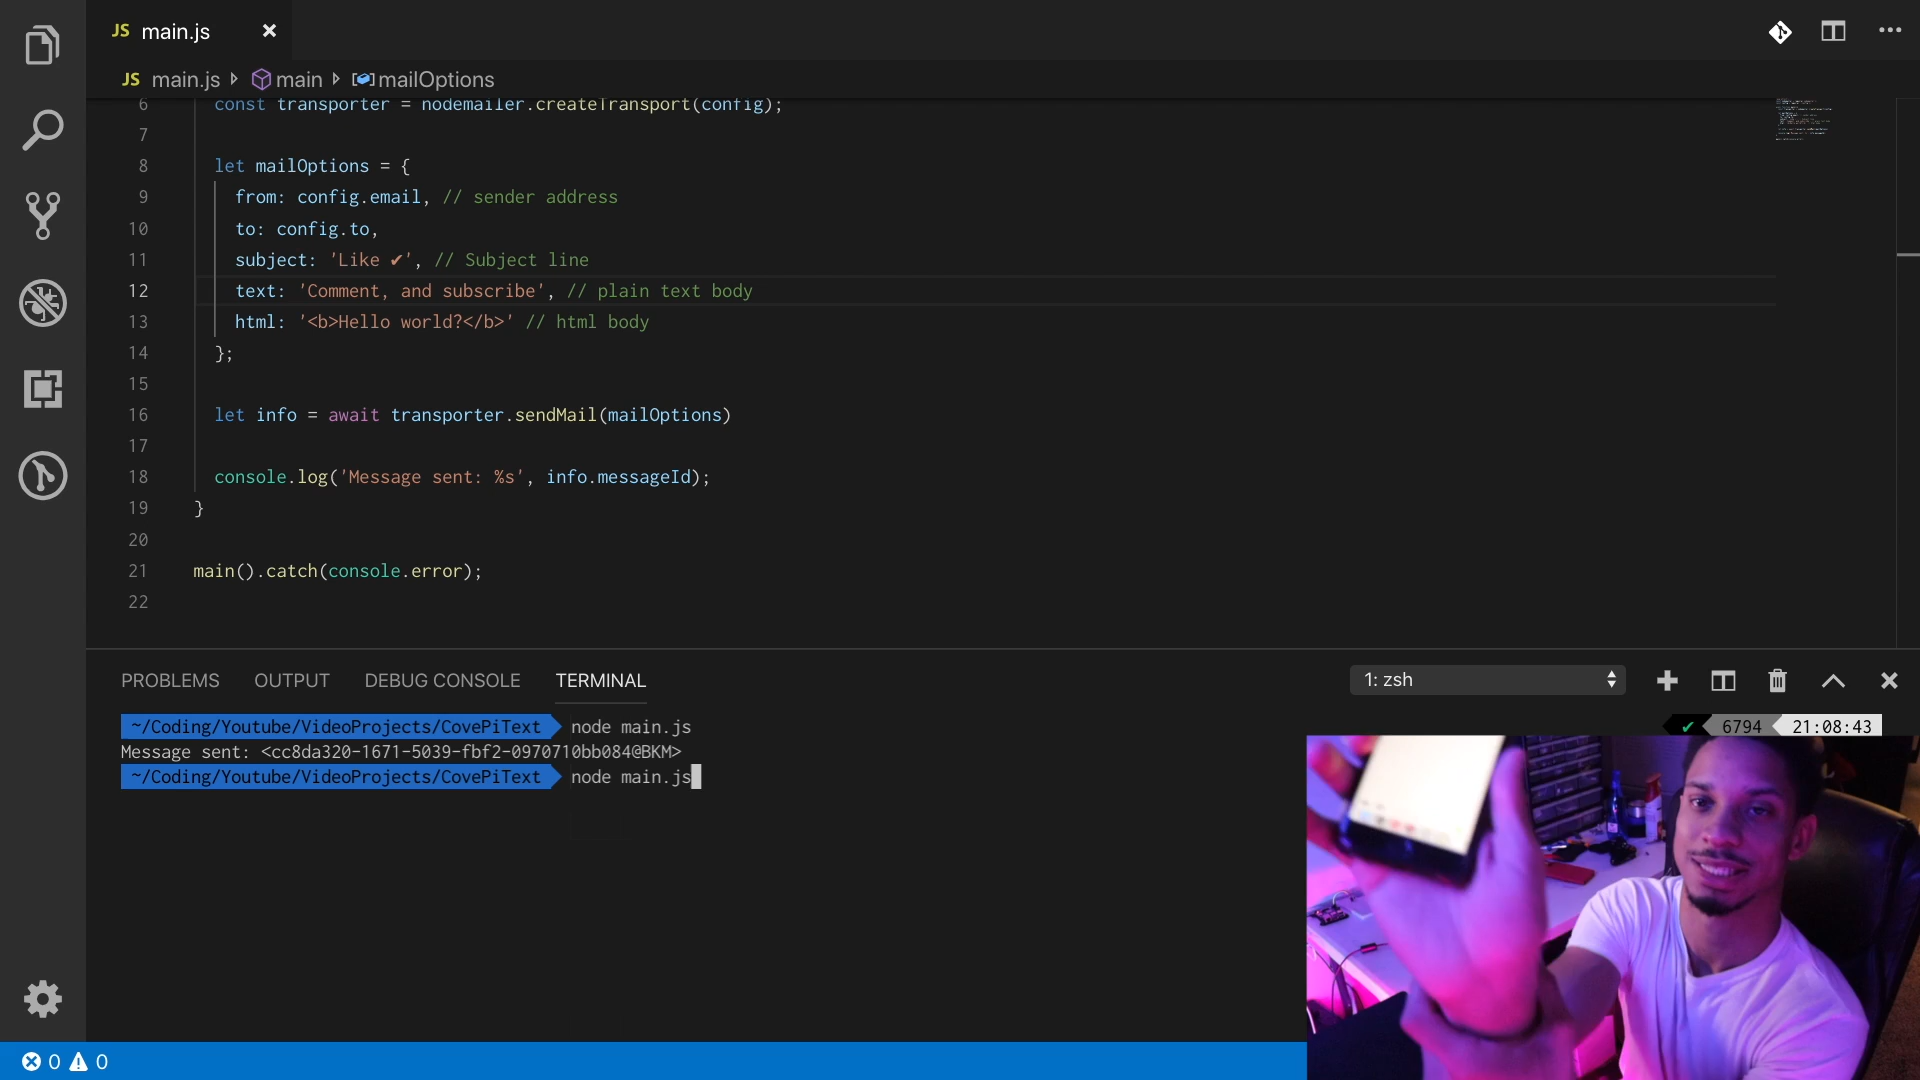 JS main.js
JS main.js main mailOptions
6 const transporter = nodemailer.createTransport(config);
7
8 let mailOptions = {
9 from: config.email, // sender address
10 to: config.to,
11 subject: 'Like ✔', // Subject line
12 text: 'Comment, and subscribe', // plain text body
13 html: '<b>Hello world?</b>' // html body
14 };
15
16 let info = await transporter.sendMail(mailOptions)
17
18 console.log('Message sent: %s', info.messageId);
19 }
20
21 main().catch(console.error);
22
PROBLEMS OUTPUT DEBUG CONSOLE TERMINAL 1: zsh
~/Coding/Youtube/VideoProjects/CovePiText node main.js ✔ 6794 21:08:43
Message sent: <cc8da320-1671-5039-fbf2-0970710bb084@BKM>
~/Coding/Youtube/VideoProjects/CovePiText node main.js
0 0